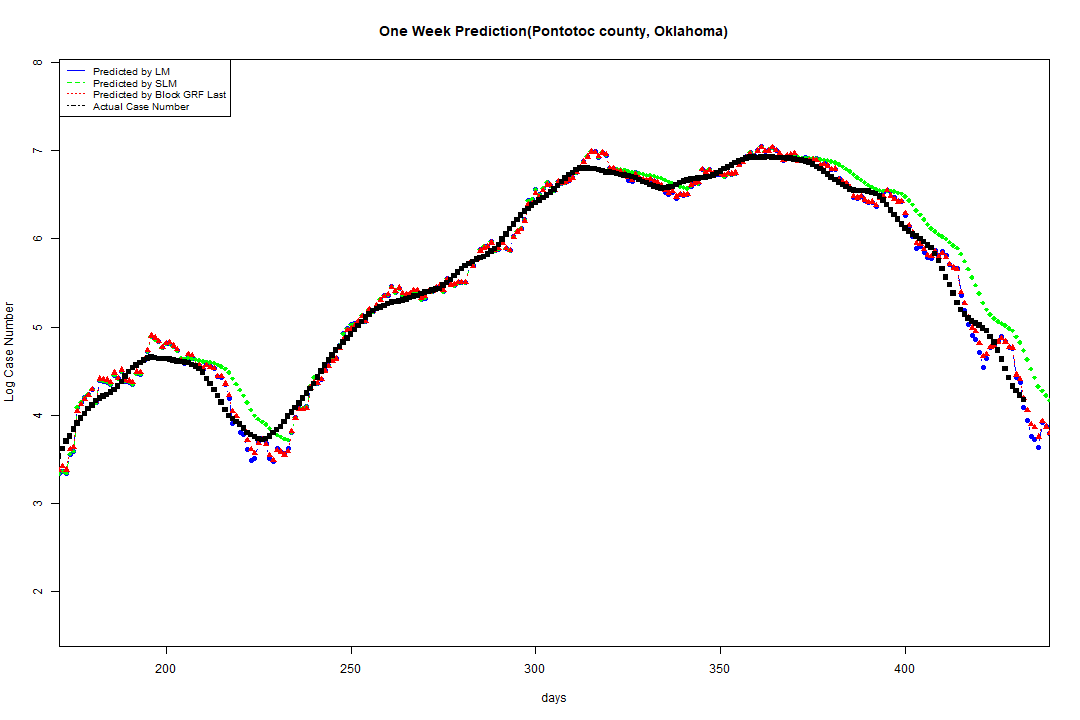 One Week Prediction(Pontotoc county, Oklahoma)
Predicted by LM
Predicted by SLM
Predicted by Block GRF Last
Actual Case Number
8
7
6
5
4
3
2
Log Case Number
200 250 300 350 400
days